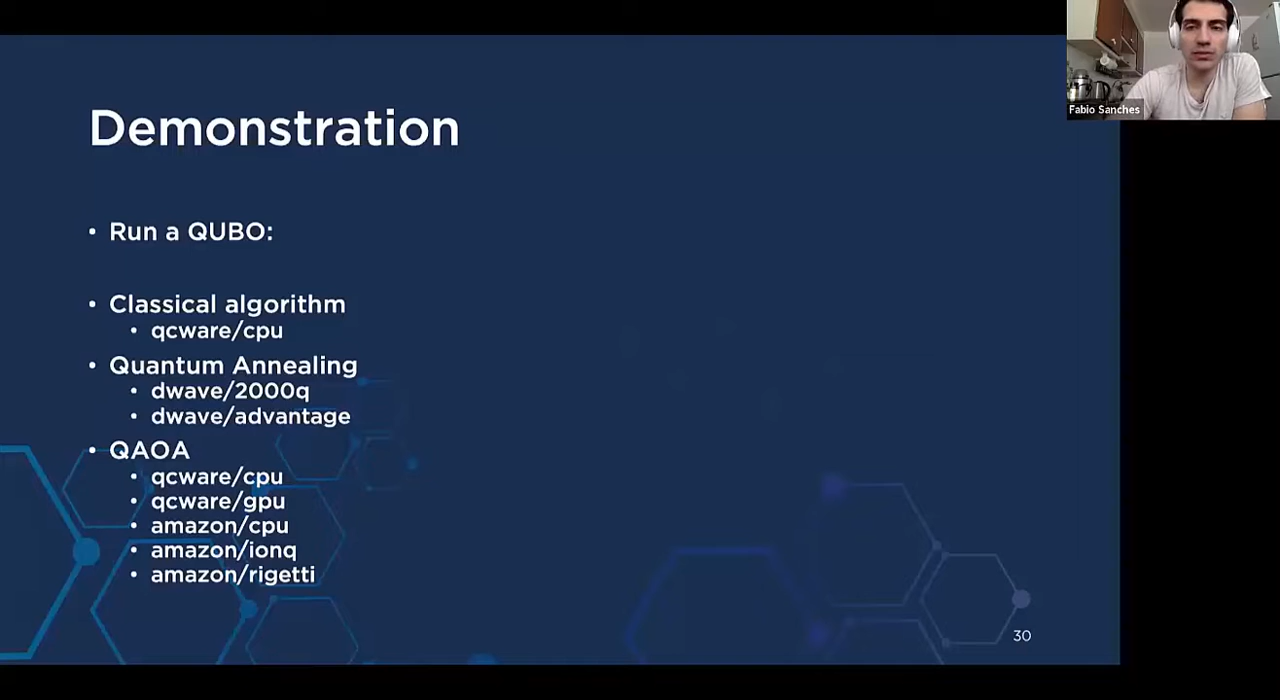 Fabio Sanches
Demonstration
• Run a QUBO:
• Classical algorithm
• qcware/cpu
• Quantum Annealing
• dwave/2000q
• dwave/advantage
• QAOA
• qcware/cpu
• qcware/gpu
• amazon/cpu
• amazon/ionq
• amazon/rigetti
30